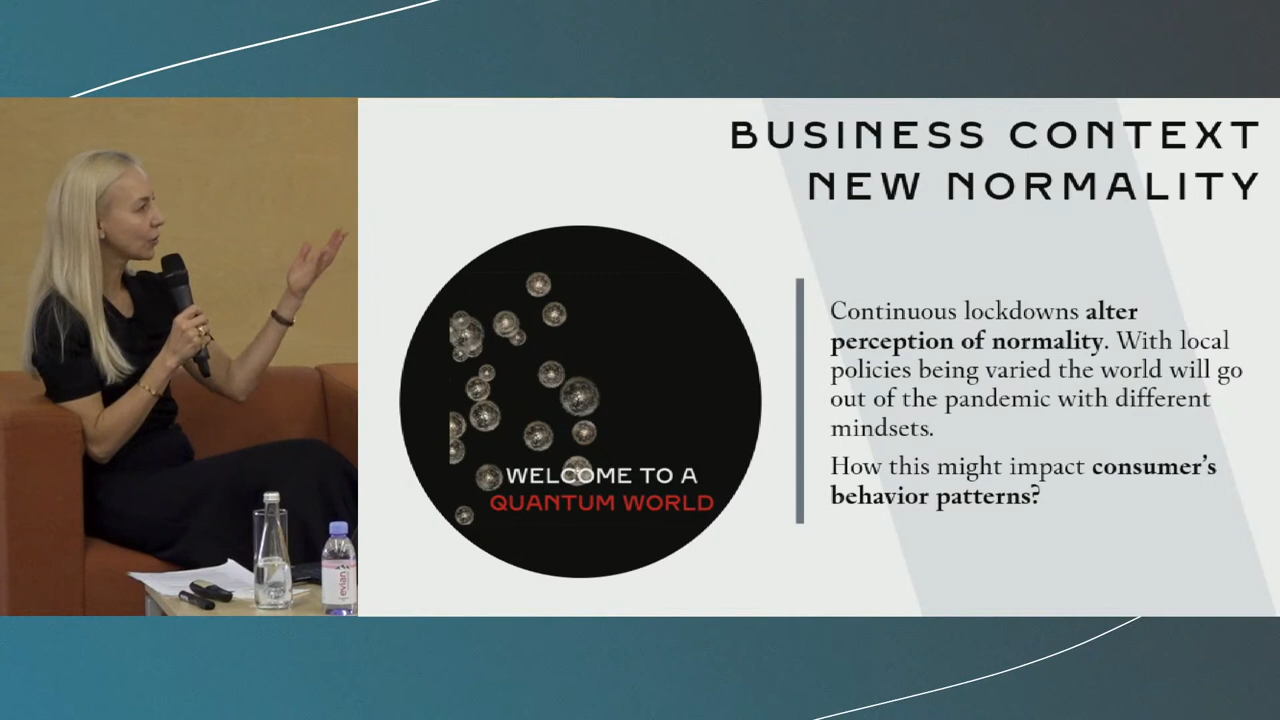 BUSINESS CONTEXT
NEW NORMALITY
WELCOME TO A
QUANTUM WORLD
Continuous lockdowns alter
perception of normality. With local
policies being varied the world will go
out of the pandemic with different
mindsets.
How this might impact consumer's
behavior patterns?
evian